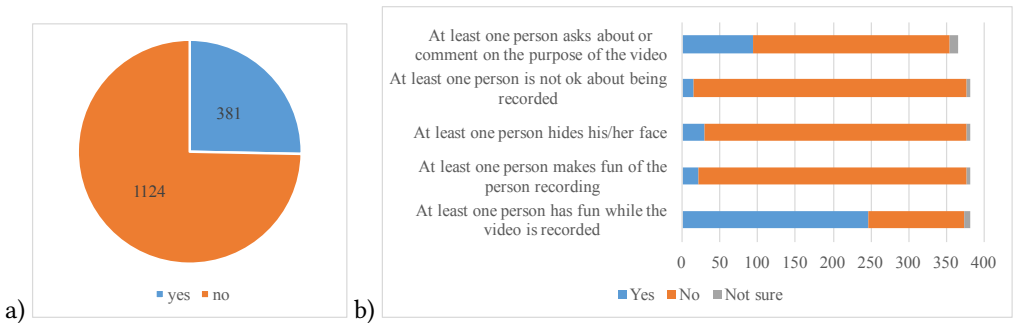 381
1124
yes no
a)
At least one person asks about or
comment on the purpose of the video
At least one person is not ok about being
recorded
At least one person hides his/her face
At least one person makes fun of the
person recording
At least one person has fun while the
video is recorded
0 50 100 150 200 250 300 350 400
Yes No Not sure
b)